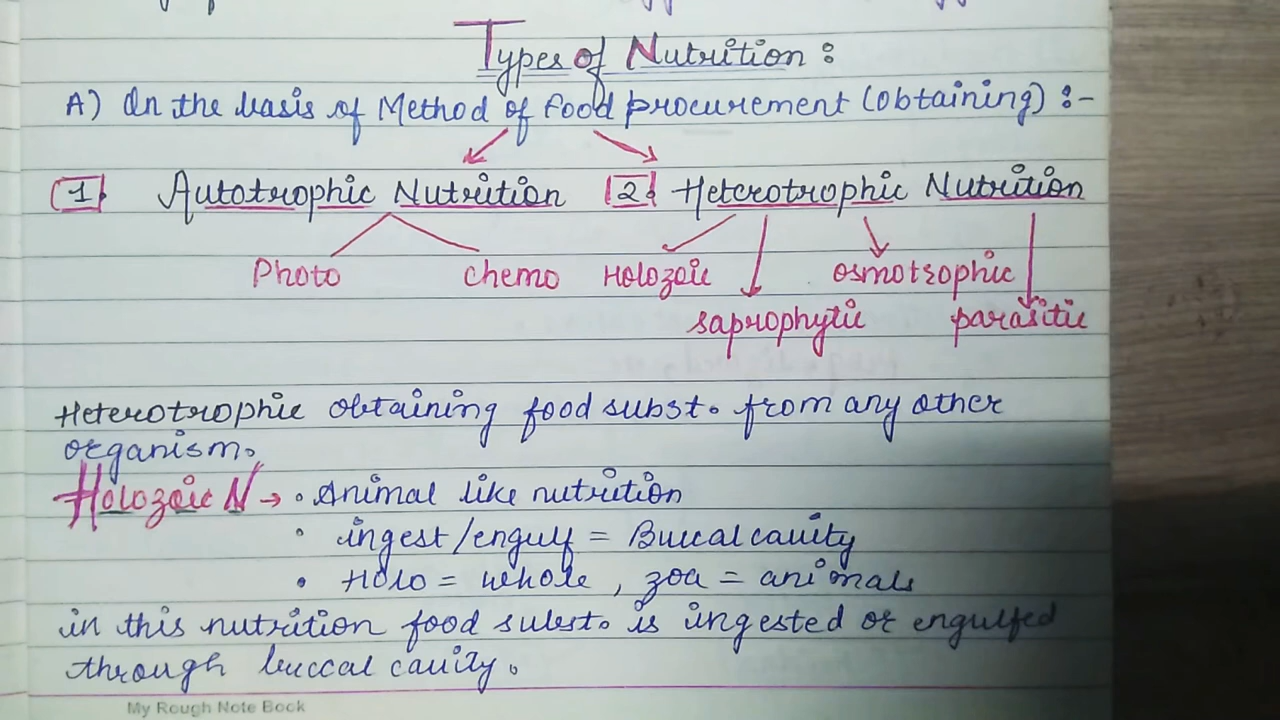 Types of Nutrition :
A) On the basis of Method of food procurement (obtaining) :-
(1) Autotrophic Nutrition (2) Heterotrophic Nutrition
Photo chemo Holozoic osmotrophic
saprophytic parasitic
Heterotrophic obtaining food subst. from any other
organism.
Holozoic N → • Animal like nutrition
• ingest/engulf = Buccal cavity
• Holo = whole , zoa = animals
in this nutrition food subst. is ingested or engulfed
through buccal cavity.
My Rough Note Book